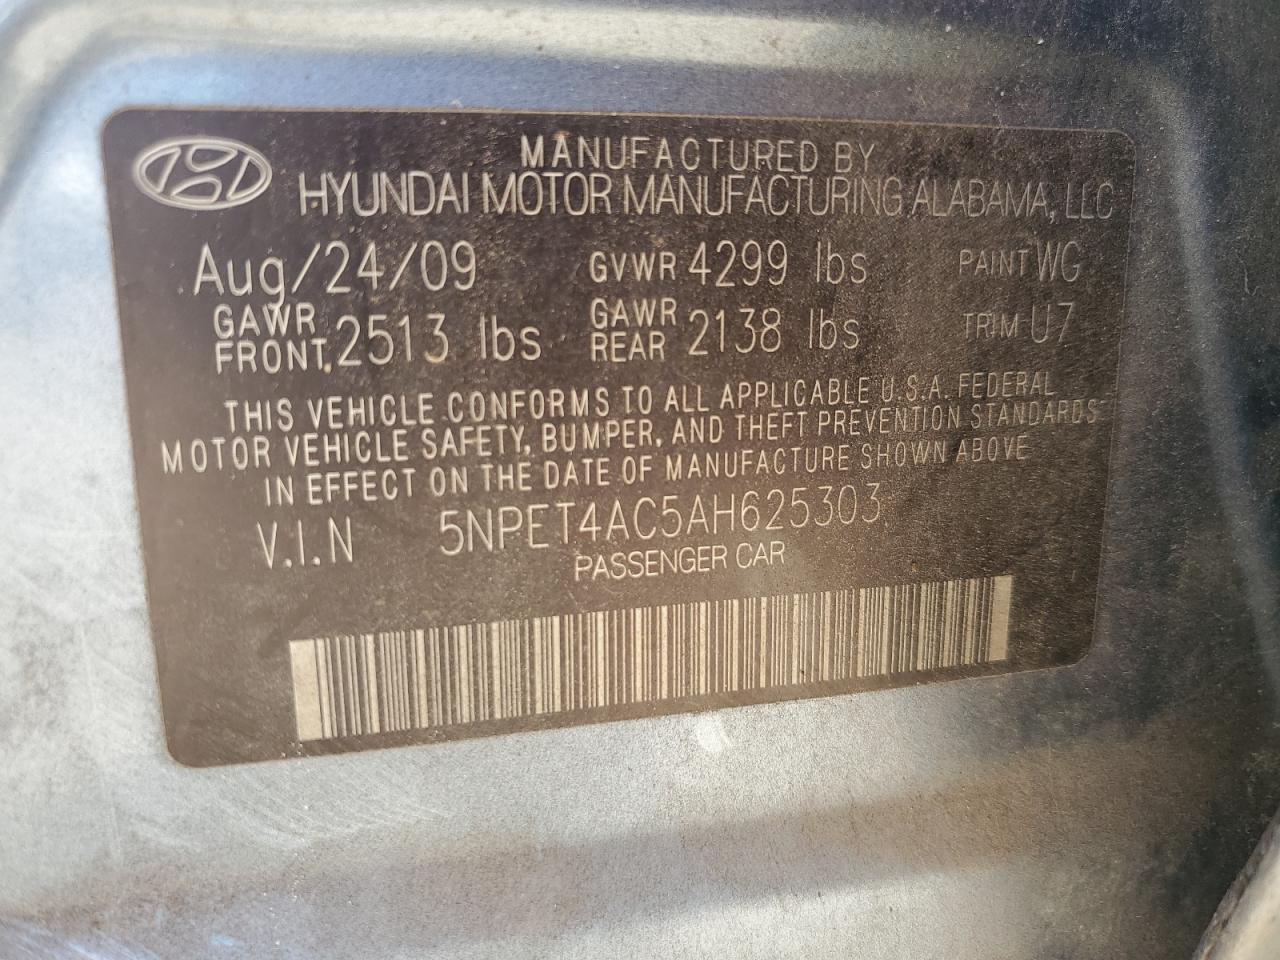 MANUFACTURED BY
HYUNDAI MOTOR MANUFACTURING ALABAMA, LLC
Aug/24/09 GVWR 4299 lbs PAINT WG
GAWR FRONT 2513 lbs GAWR REAR 2138 lbs TRIM U7
THIS VEHICLE CONFORMS TO ALL APPLICABLE U.S.A. FEDERAL
MOTOR VEHICLE SAFETY, BUMPER, AND THEFT PREVENTION STANDARDS
IN EFFECT ON THE DATE OF MANUFACTURE SHOWN ABOVE
V.I.N 5NPET4AC5AH625303
PASSENGER CAR